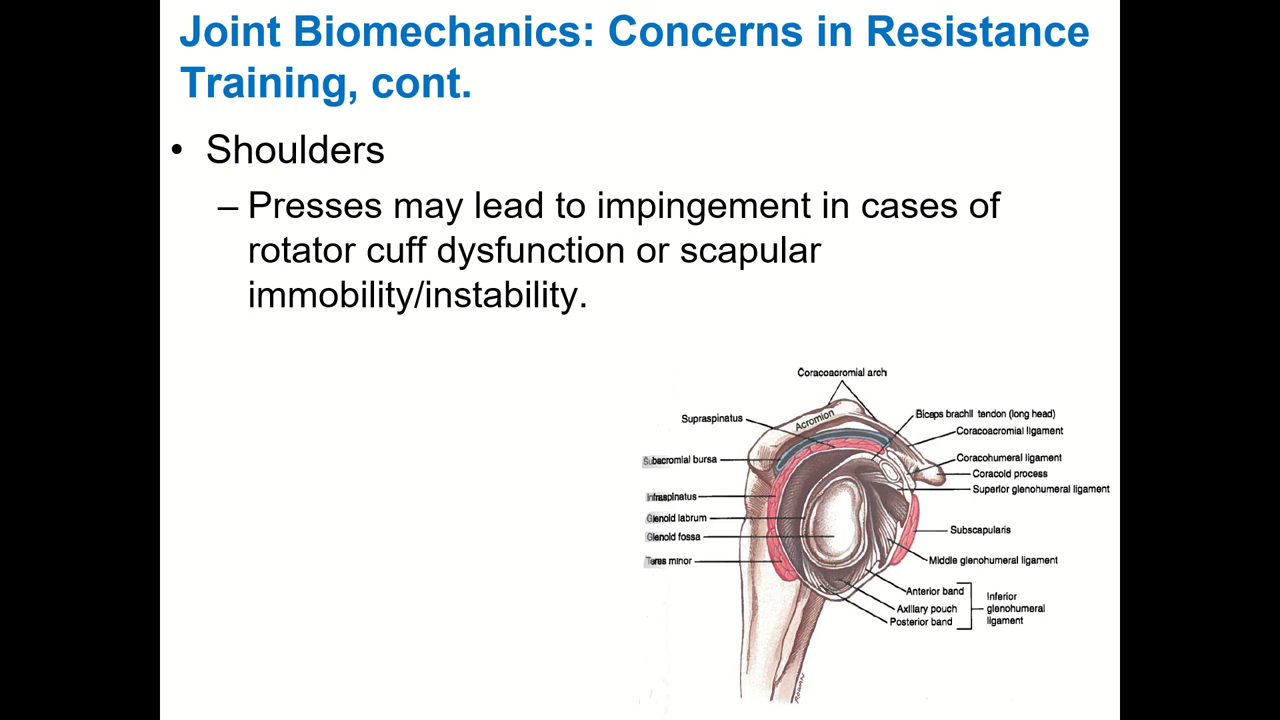 Joint Biomechanics: Concerns in Resistance
Training, cont.
• Shoulders
– Presses may lead to impingement in cases of
rotator cuff dysfunction or scapular
immobility/instability.
Coracoacromial arch
Supraspinatus
Acromion
Biceps brachii tendon (long head)
Coracoacromial ligament
Subacromial bursa
Coracohumeral ligament
Coracoid process
Superior glenohumeral ligament
Infraspinatus
Glenoid labrum
Subscapularis
Glenoid fossa
Teres minor
Middle glenohumeral ligament
Anterior band
Axillary pouch
Posterior band
Inferior
glenohumeral
ligament